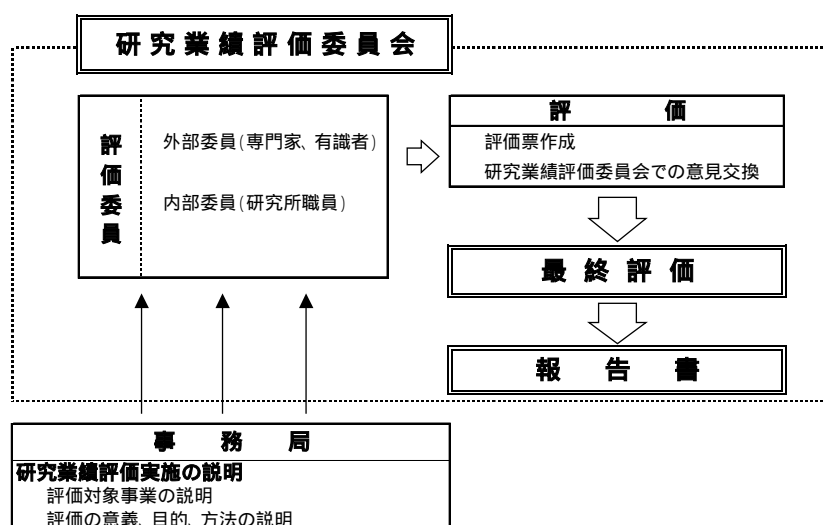 研究業績評価委員会
評価委員
外部委員(専門家、有識者)
内部委員(研究所職員)
評価
評価票作成
研究業績評価委員会での意見交換
最終評価
報告書
事務局
研究業績評価実施の説明
評価対象事業の説明
評価の意義、目的、方法の説明